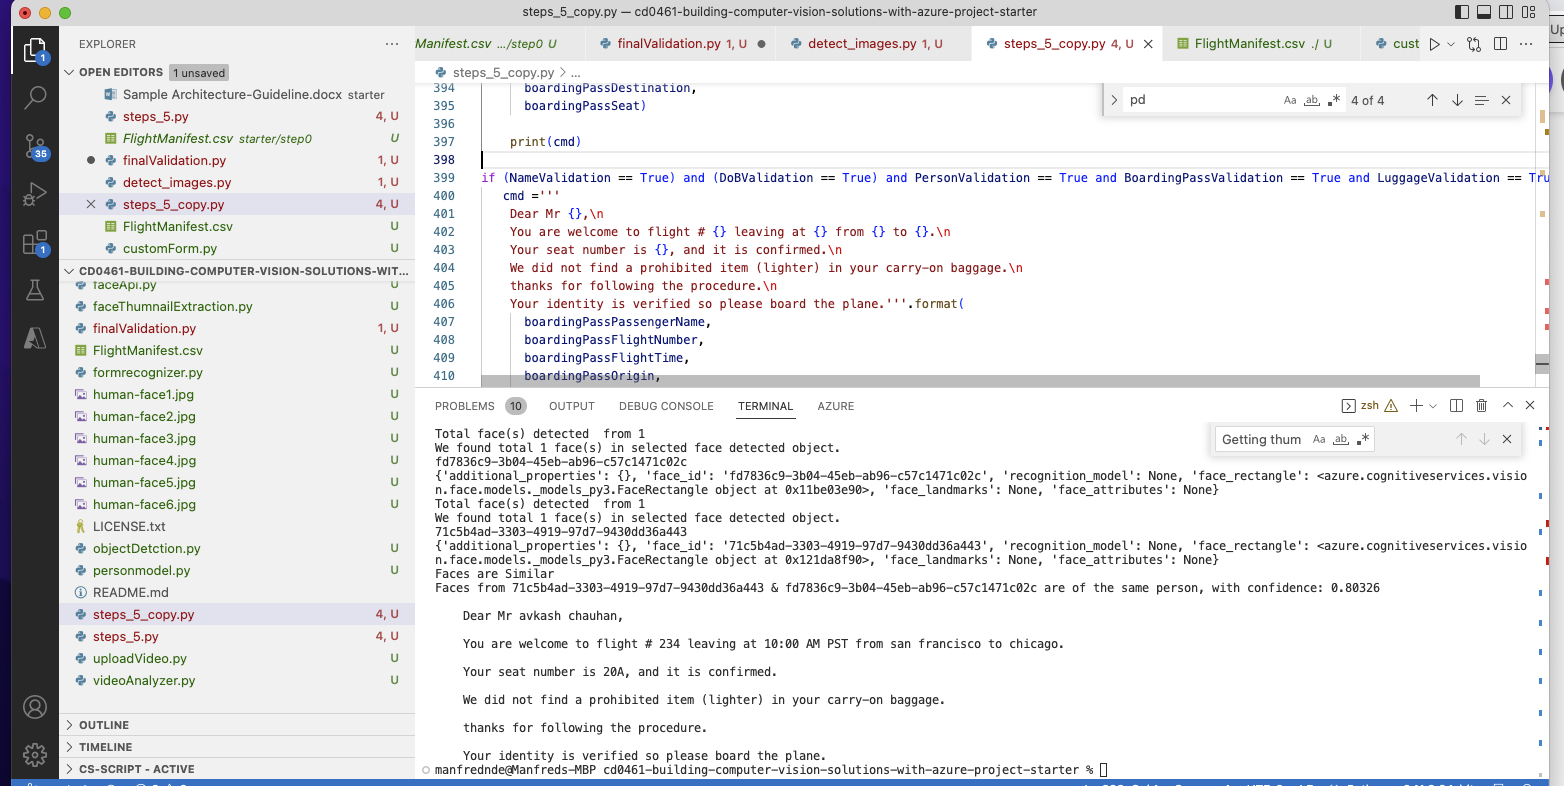 steps_5_copy.py — cd0461-building-computer-vision-solutions-with-azure-project-starter
EXPLORER
Manifest.csv .../step0 U
finalValidation.py 1, U
detect_images.py 1, U
steps_5_copy.py 4, U
FlightManifest.csv ./ U
cust
OPEN EDITORS 1 unsaved
Sample Architecture-Guideline.docx starter
steps_5.py 4, U
FlightManifest.csv starter/step0 U
finalValidation.py 1, U
detect_images.py 1, U
steps_5_copy.py 4, U
FlightManifest.csv U
customForm.py U
CD0461-BUILDING-COMPUTER-VISION-SOLUTIONS-WIT...
faceApi.py U
faceThumnailExtraction.py U
finalValidation.py 1, U
FlightManifest.csv U
formrecognizer.py U
human-face1.jpg U
human-face2.jpg U
human-face3.jpg U
human-face4.jpg U
human-face5.jpg U
human-face6.jpg U
LICENSE.txt
objectDetction.py U
personmodel.py U
README.md
steps_5_copy.py 4, U
steps_5.py 4, U
uploadVideo.py U
videoAnalyzer.py U
OUTLINE
TIMELINE
CS-SCRIPT - ACTIVE
1
35
1
steps_5_copy.py > ...
pd Aa ab .* 4 of 4
394 boardingPassDestination,
395 boardingPassSeat)
396
397 print(cmd)
398
399 if (NameValidation == True) and (DoBValidation == True) and PersonValidation == True and BoardingPassValidation == True and LuggageValidation == Tru
400 cmd ='''
401 Dear Mr {},\n
402 You are welcome to flight # {} leaving at {} from {} to {}.\n
403 Your seat number is {}, and it is confirmed.\n
404 We did not find a prohibited item (lighter) in your carry-on baggage.\n
405 thanks for following the procedure.\n
406 Your identity is verified so please board the plane.'''.format(
407 boardingPassPassengerName,
408 boardingPassFlightNumber,
409 boardingPassFlightTime,
410 boardingPassOrigin,
PROBLEMS 10 OUTPUT DEBUG CONSOLE TERMINAL AZURE
zsh
Getting thum Aa ab .*
Total face(s) detected  from 1
We found total 1 face(s) in selected face detected object.
fd7836c9-3b04-45eb-ab96-c57c1471c02c
{'additional_properties': {}, 'face_id': 'fd7836c9-3b04-45eb-ab96-c57c1471c02c', 'recognition_model': None, 'face_rectangle': <azure.cognitiveservices.visio
n.face.models._models_py3.FaceRectangle object at 0x11be03e90>, 'face_landmarks': None, 'face_attributes': None}
Total face(s) detected  from 1
We found total 1 face(s) in selected face detected object.
71c5b4ad-3303-4919-97d7-9430dd36a443
{'additional_properties': {}, 'face_id': '71c5b4ad-3303-4919-97d7-9430dd36a443', 'recognition_model': None, 'face_rectangle': <azure.cognitiveservices.visio
n.face.models._models_py3.FaceRectangle object at 0x121da8f90>, 'face_landmarks': None, 'face_attributes': None}
Faces are Similar
Faces from 71c5b4ad-3303-4919-97d7-9430dd36a443 & fd7836c9-3b04-45eb-ab96-c57c1471c02c are of the same person, with confidence: 0.80326
Dear Mr avkash chauhan,
You are welcome to flight # 234 leaving at 10:00 AM PST from san francisco to chicago.
Your seat number is 20A, and it is confirmed.
We did not find a prohibited item (lighter) in your carry-on baggage.
thanks for following the procedure.
Your identity is verified so please board the plane.
manfrednde@Manfreds-MBP cd0461-building-computer-vision-solutions-with-azure-project-starter %